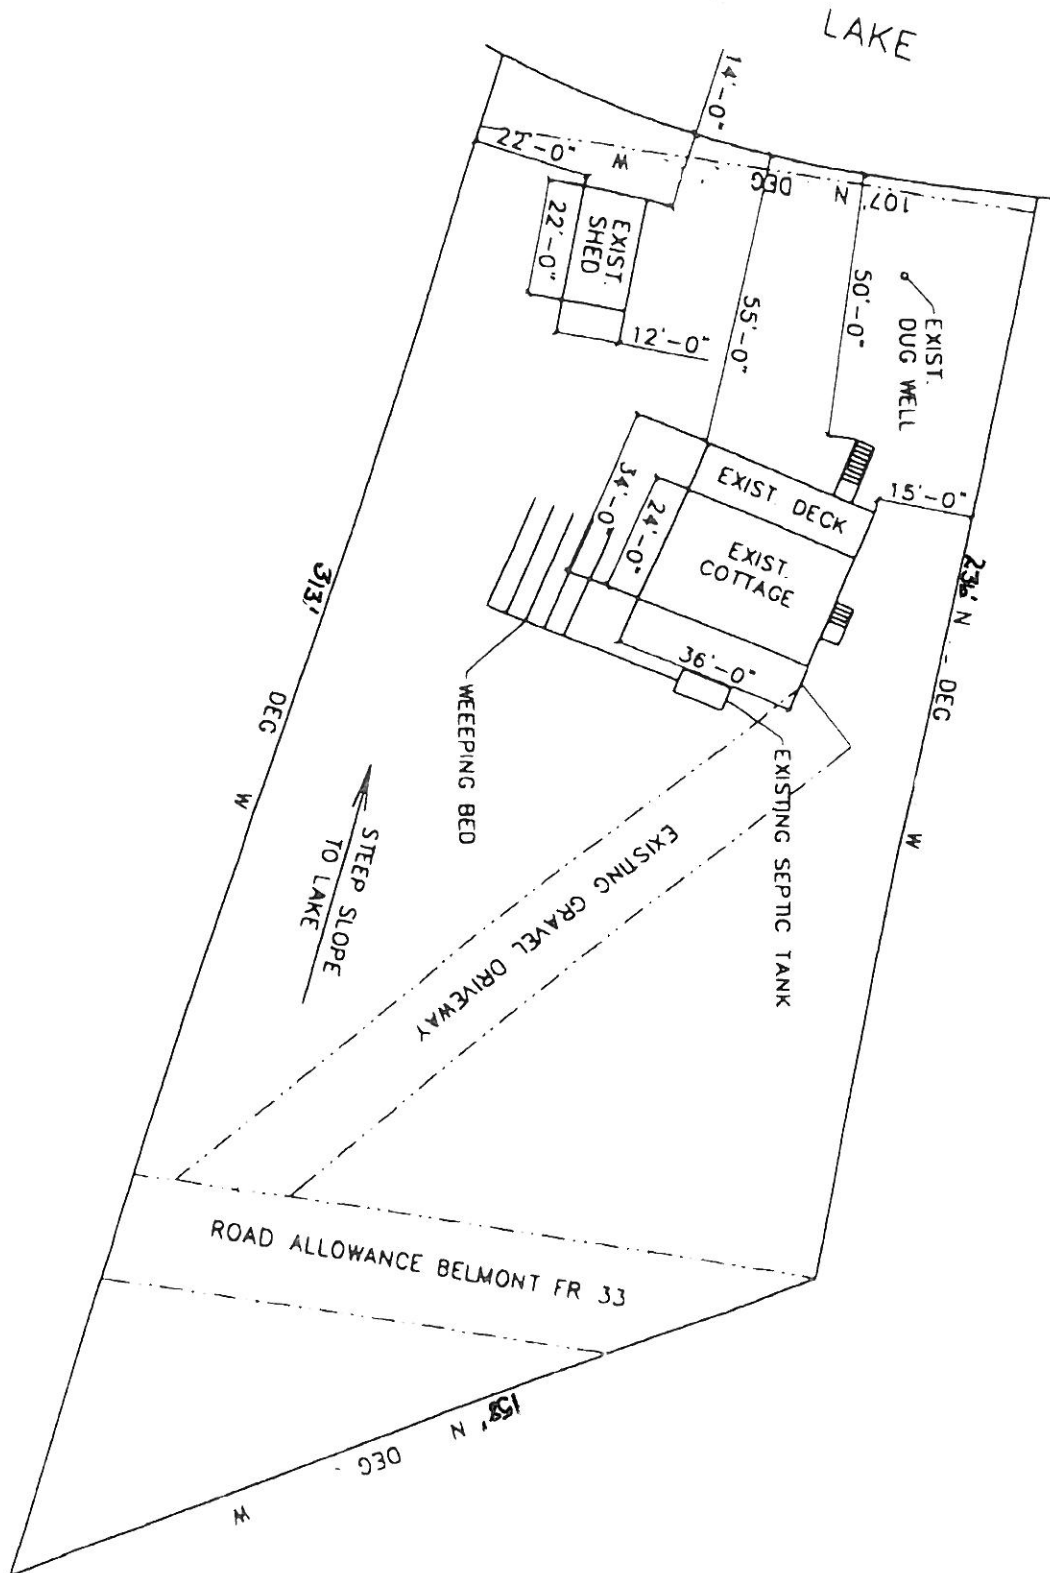 LAKE
14'-0"
22'-0"
W
DEG
N
107'
EXIST.
SHED
22'-0"
12'-0"
55'-0"
50'-0"
EXIST.
DUG WELL
15'-0"
EXIST. DECK
34'-0"
24'-0"
EXIST.
COTTAGE
36'-0"
236' N
- DEG
W
313'
DEG
W
WEEEPING BED
EXISTING SEPTIC TANK
STEEP SLOPE
TO LAKE
EXISTING GRAVEL DRIVEWAY
ROAD ALLOWANCE BELMONT FR 33
N
DEG
W